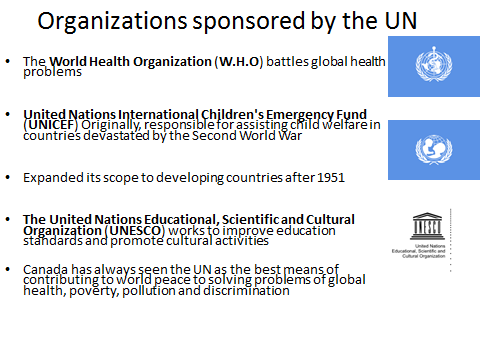 Organizations sponsored by the UN
• The World Health Organization (W.H.O) battles global health
problems
• United Nations International Children's Emergency Fund
(UNICEF) Originally, responsible for assisting child welfare in
countries devastated by the Second World War
• Expanded its scope to developing countries after 1951
• The United Nations Educational, Scientific and Cultural
Organization (UNESCO) works to improve education
standards and promote cultural activities
United Nations
Educational, Scientific and
Cultural Organization
• Canada has always seen the UN as the best means of
contributing to world peace to solving problems of global
health, poverty, pollution and discrimination